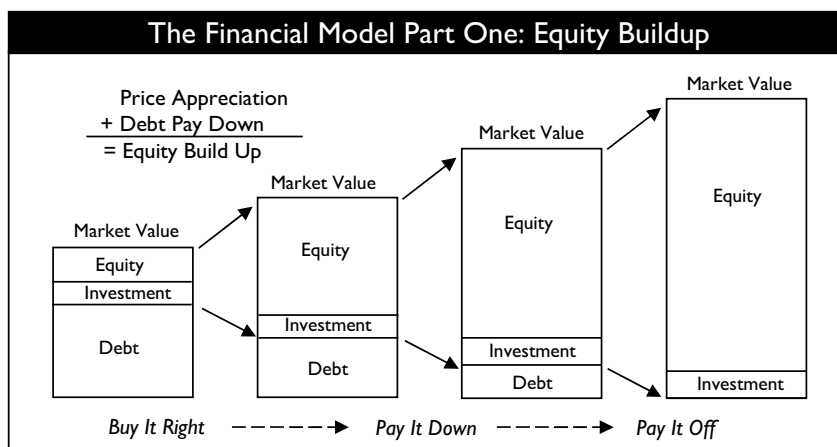 The Financial Model Part One: Equity Buildup
Price Appreciation
+ Debt Pay Down
= Equity Build Up
Market Value
Equity
Investment
Debt
Market Value
Equity
Investment
Debt
Market Value
Equity
Investment
Debt
Market Value
Equity
Investment
Buy It Right
Pay It Down
Pay It Off